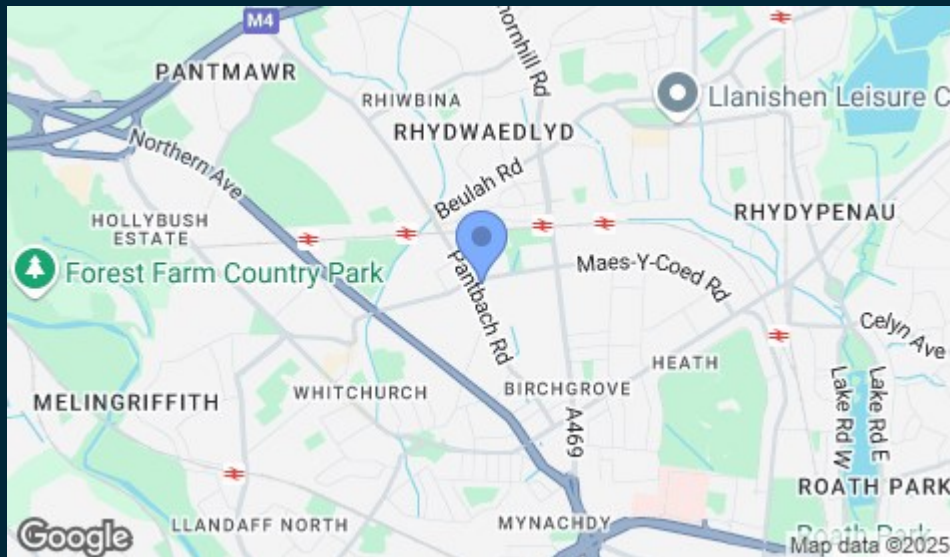 M4
PANTMAWR
RHIWBINA
RHYDWAEDLYD
Thornhill Rd
Llanishen Leisure C
Northern Ave
Beulah Rd
HOLLYBUSH
ESTATE
RHYDYPENAU
Forest Farm Country Park
Maes-Y-Coed Rd
Pantbach Rd
Celyn Ave
HEATH
WHITCHURCH
BIRCHGROVE
MELINGRIFFITH
A469
Lake Rd W
Lake Rd E
ROATH PARK
LLANDAFF NORTH
MYNACHDY
Roath Park
Google
Map data ©2025